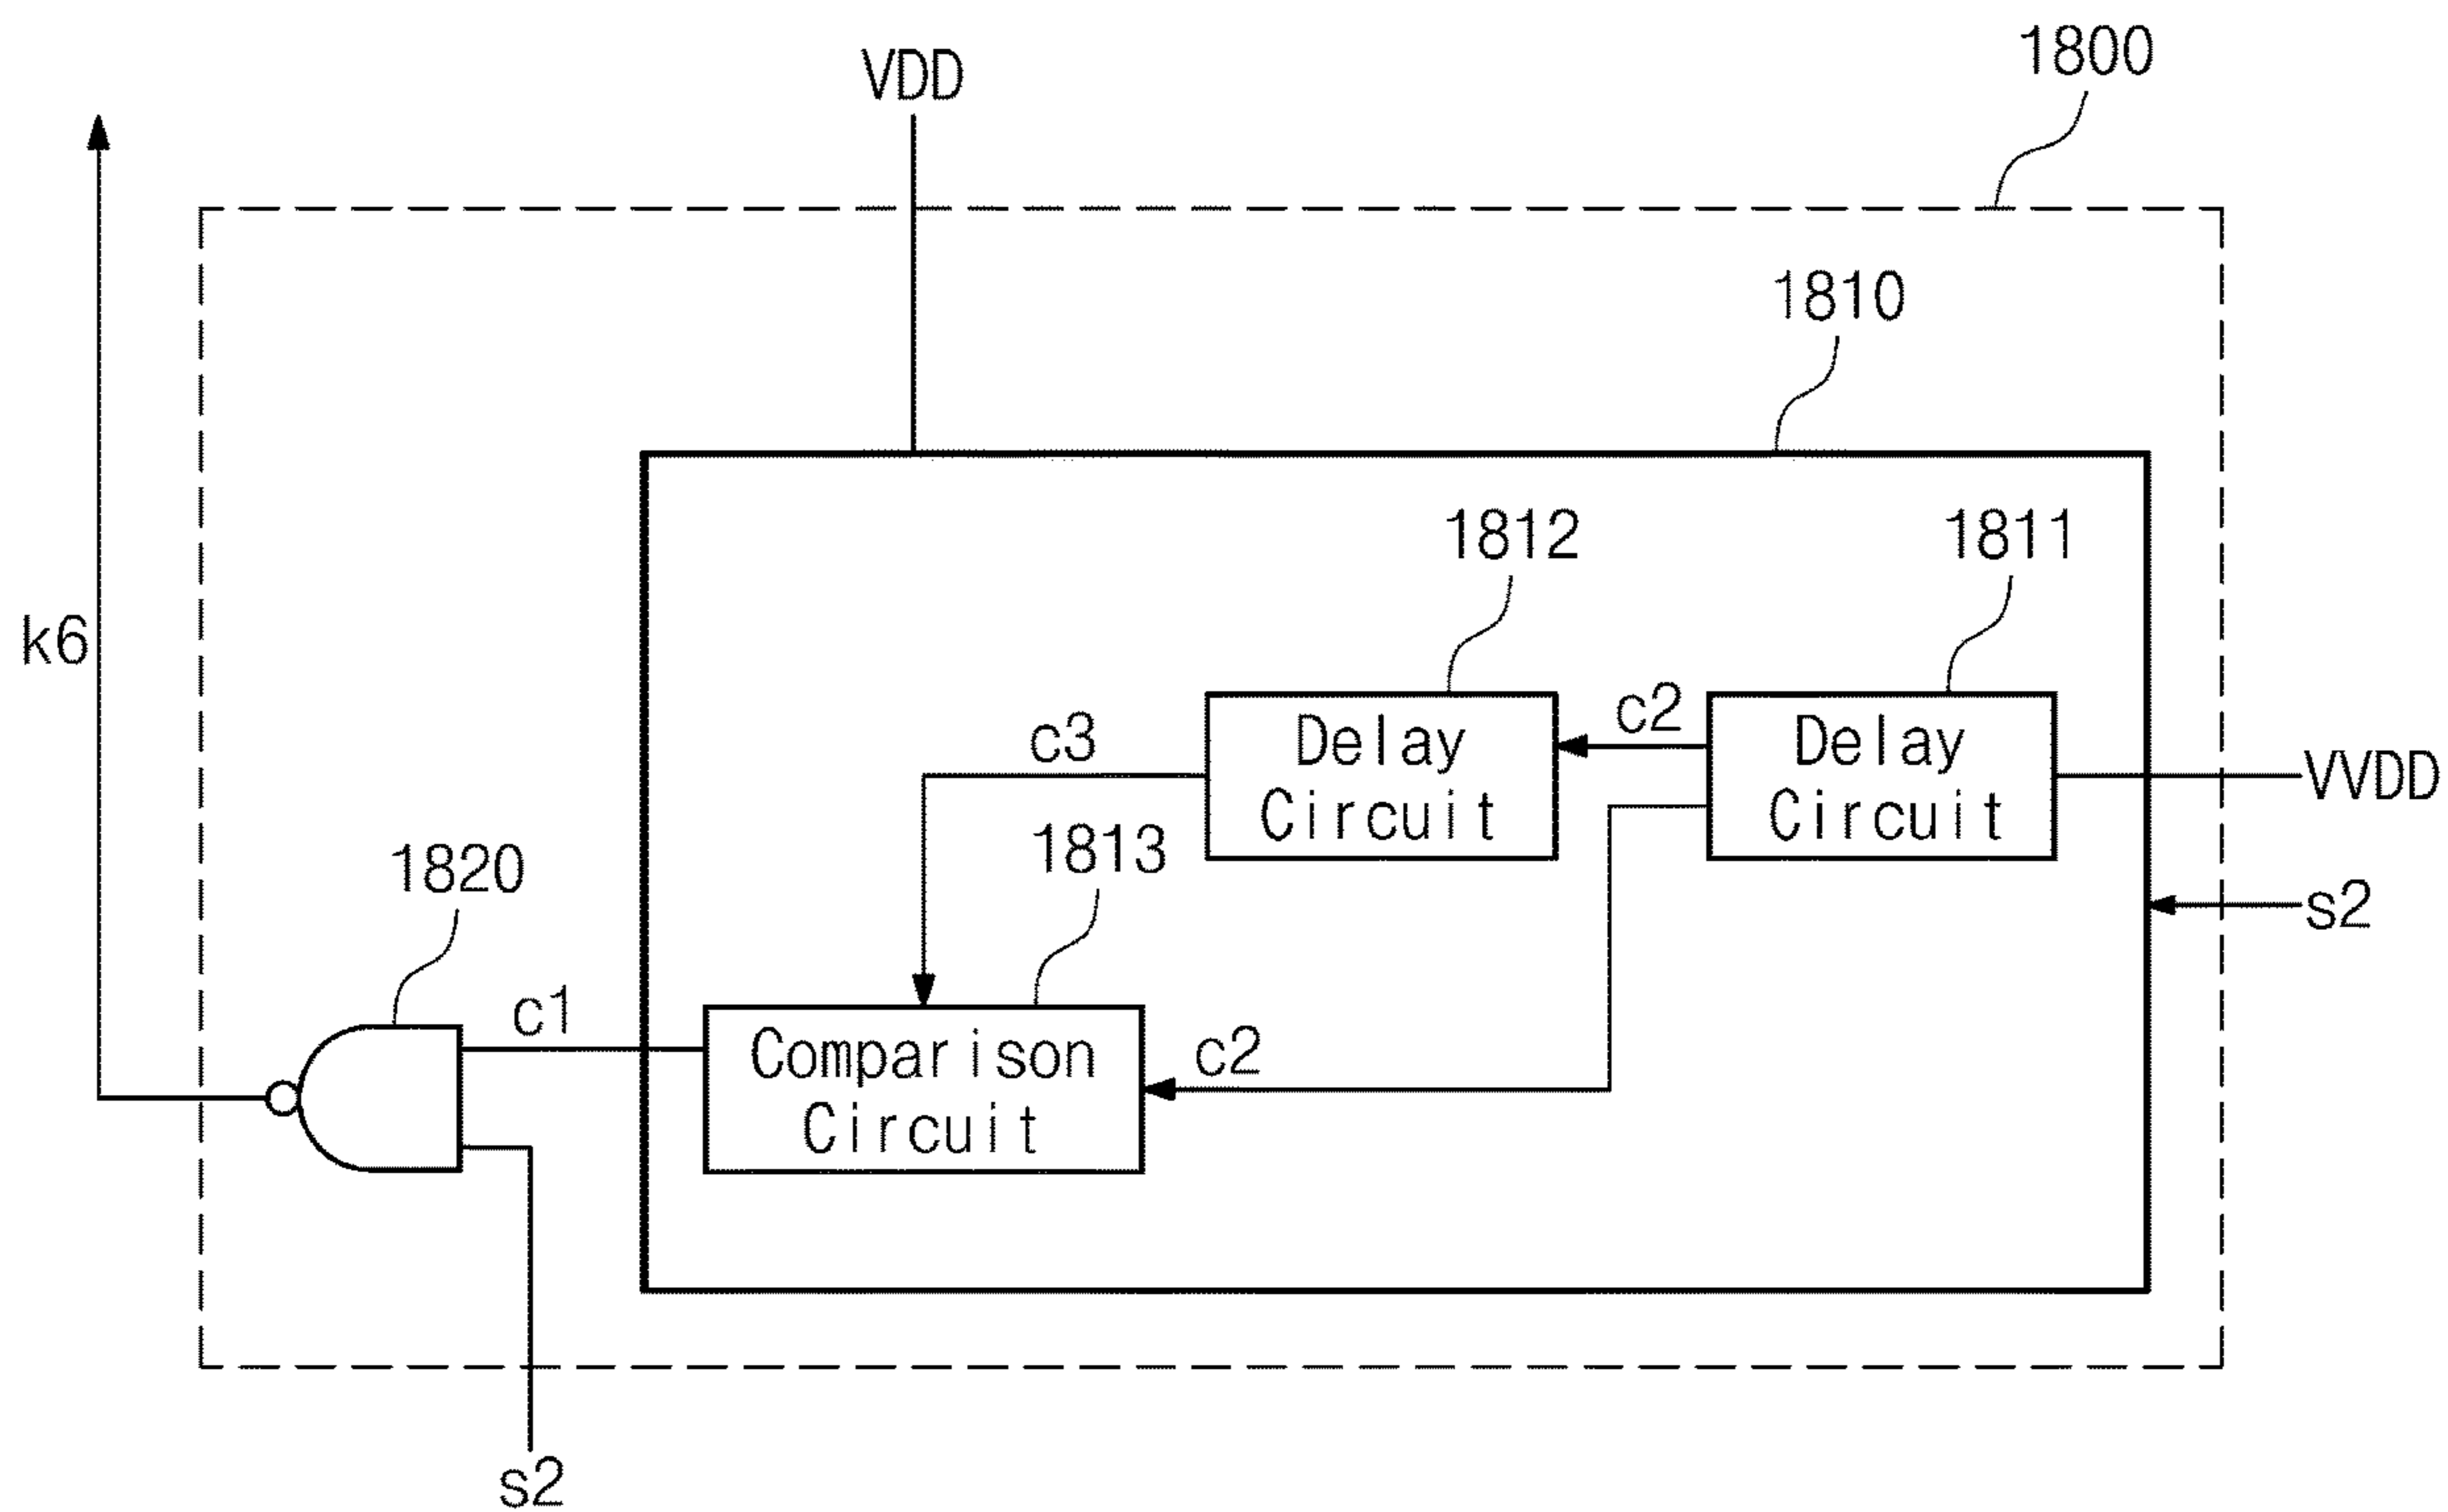 1800
VDD
1810
1812
1811
k6
c2
c3
Delay
Circuit
Delay
Circuit
VVDD
1820
1813
s2
c1
Comparison
Circuit
c2
s2